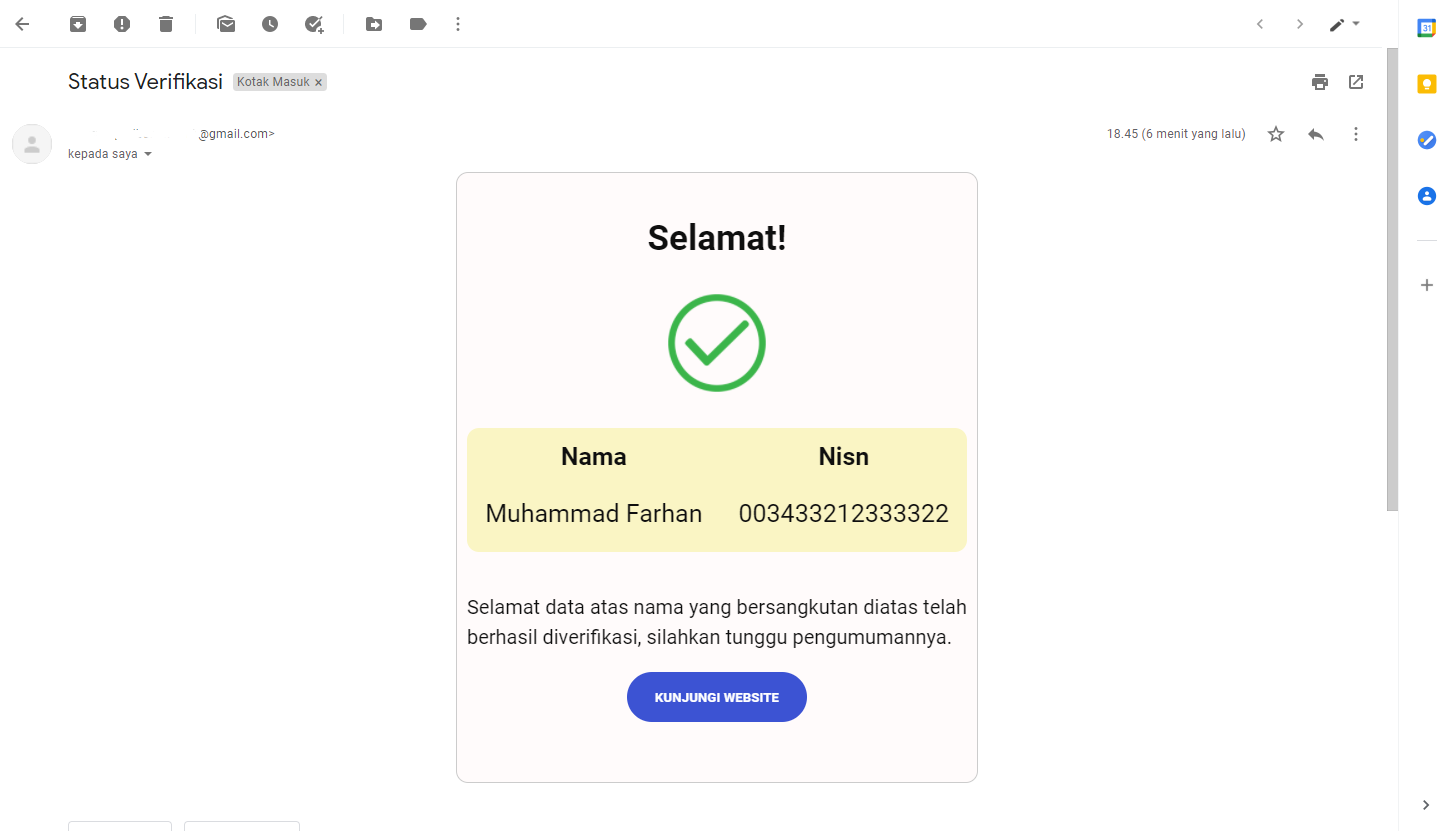 Status Verifikasi Kotak Masuk ×
@gmail.com>
18.45 (6 menit yang lalu)
kepada saya
31
Selamat!
Nama Nisn
Muhammad Farhan 003433212333322
Selamat data atas nama yang bersangkutan diatas telah
berhasil diverifikasi, silahkan tunggu pengumumannya.
KUNJUNGI WEBSITE